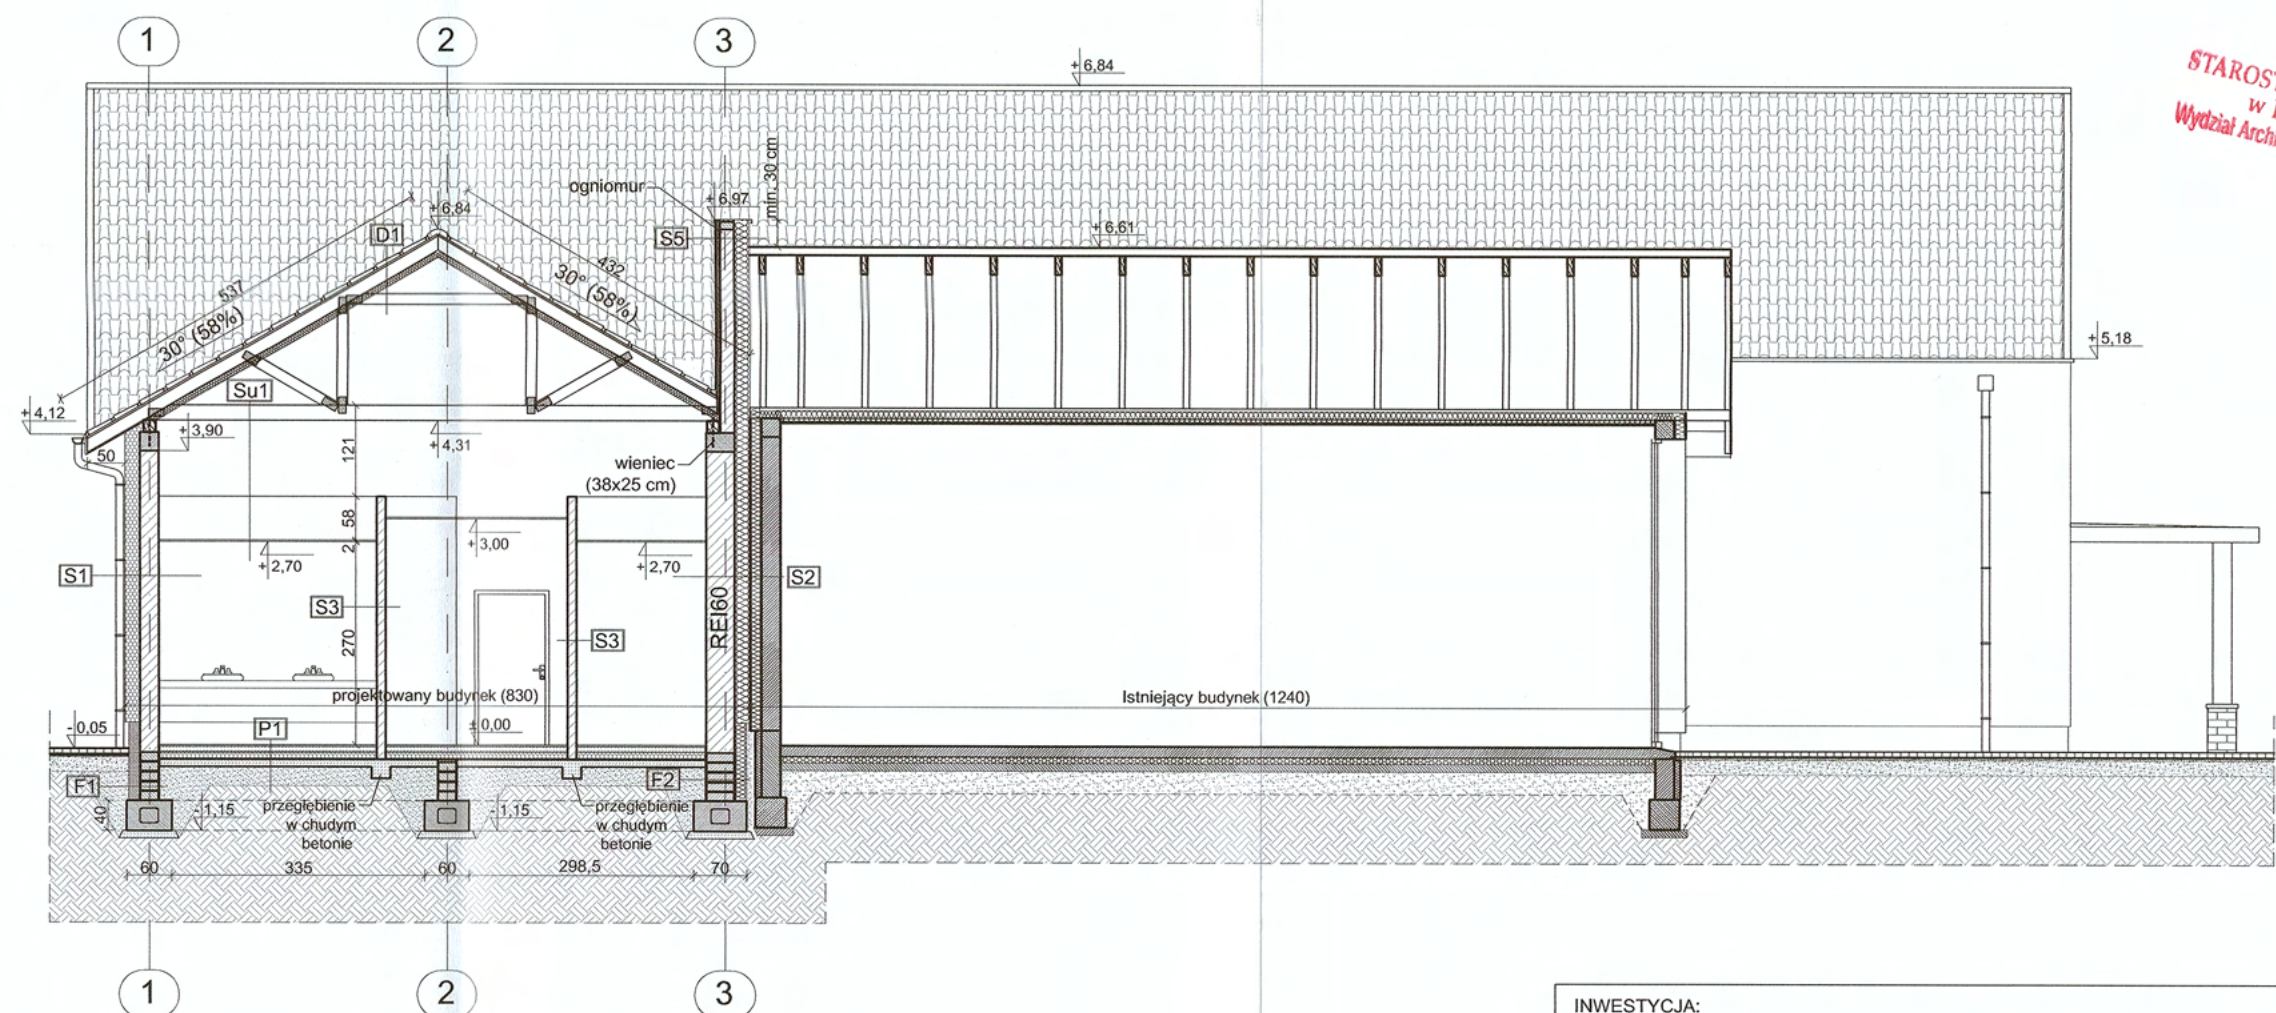 1
2
3
+ 6,84
STAROS
w
Wydział Archi
min. 30 cm
ogniomur
+ 6,97
+ 6,84
D1
S5
+ 6,61
537
30° (58%)
432
30° (58%)
+ 5,18
Su1
+ 4,12
+ 3,90
+ 4,31
50
121
wieniec
(38x25 cm)
58
+ 3,00
2
+ 2,70
+ 2,70
S1
S2
S3
REI60
270
S3
projektowany budynek (830)
Istniejący budynek (1240)
- 0,05
P1
± 0,00
F1
F2
40
- 1,15
przegłębienie
w chudym
betonie
- 1,15
przegłębienie
w chudym
betonie
60
335
60
298,5
70
1
2
3
INWESTYCJA: